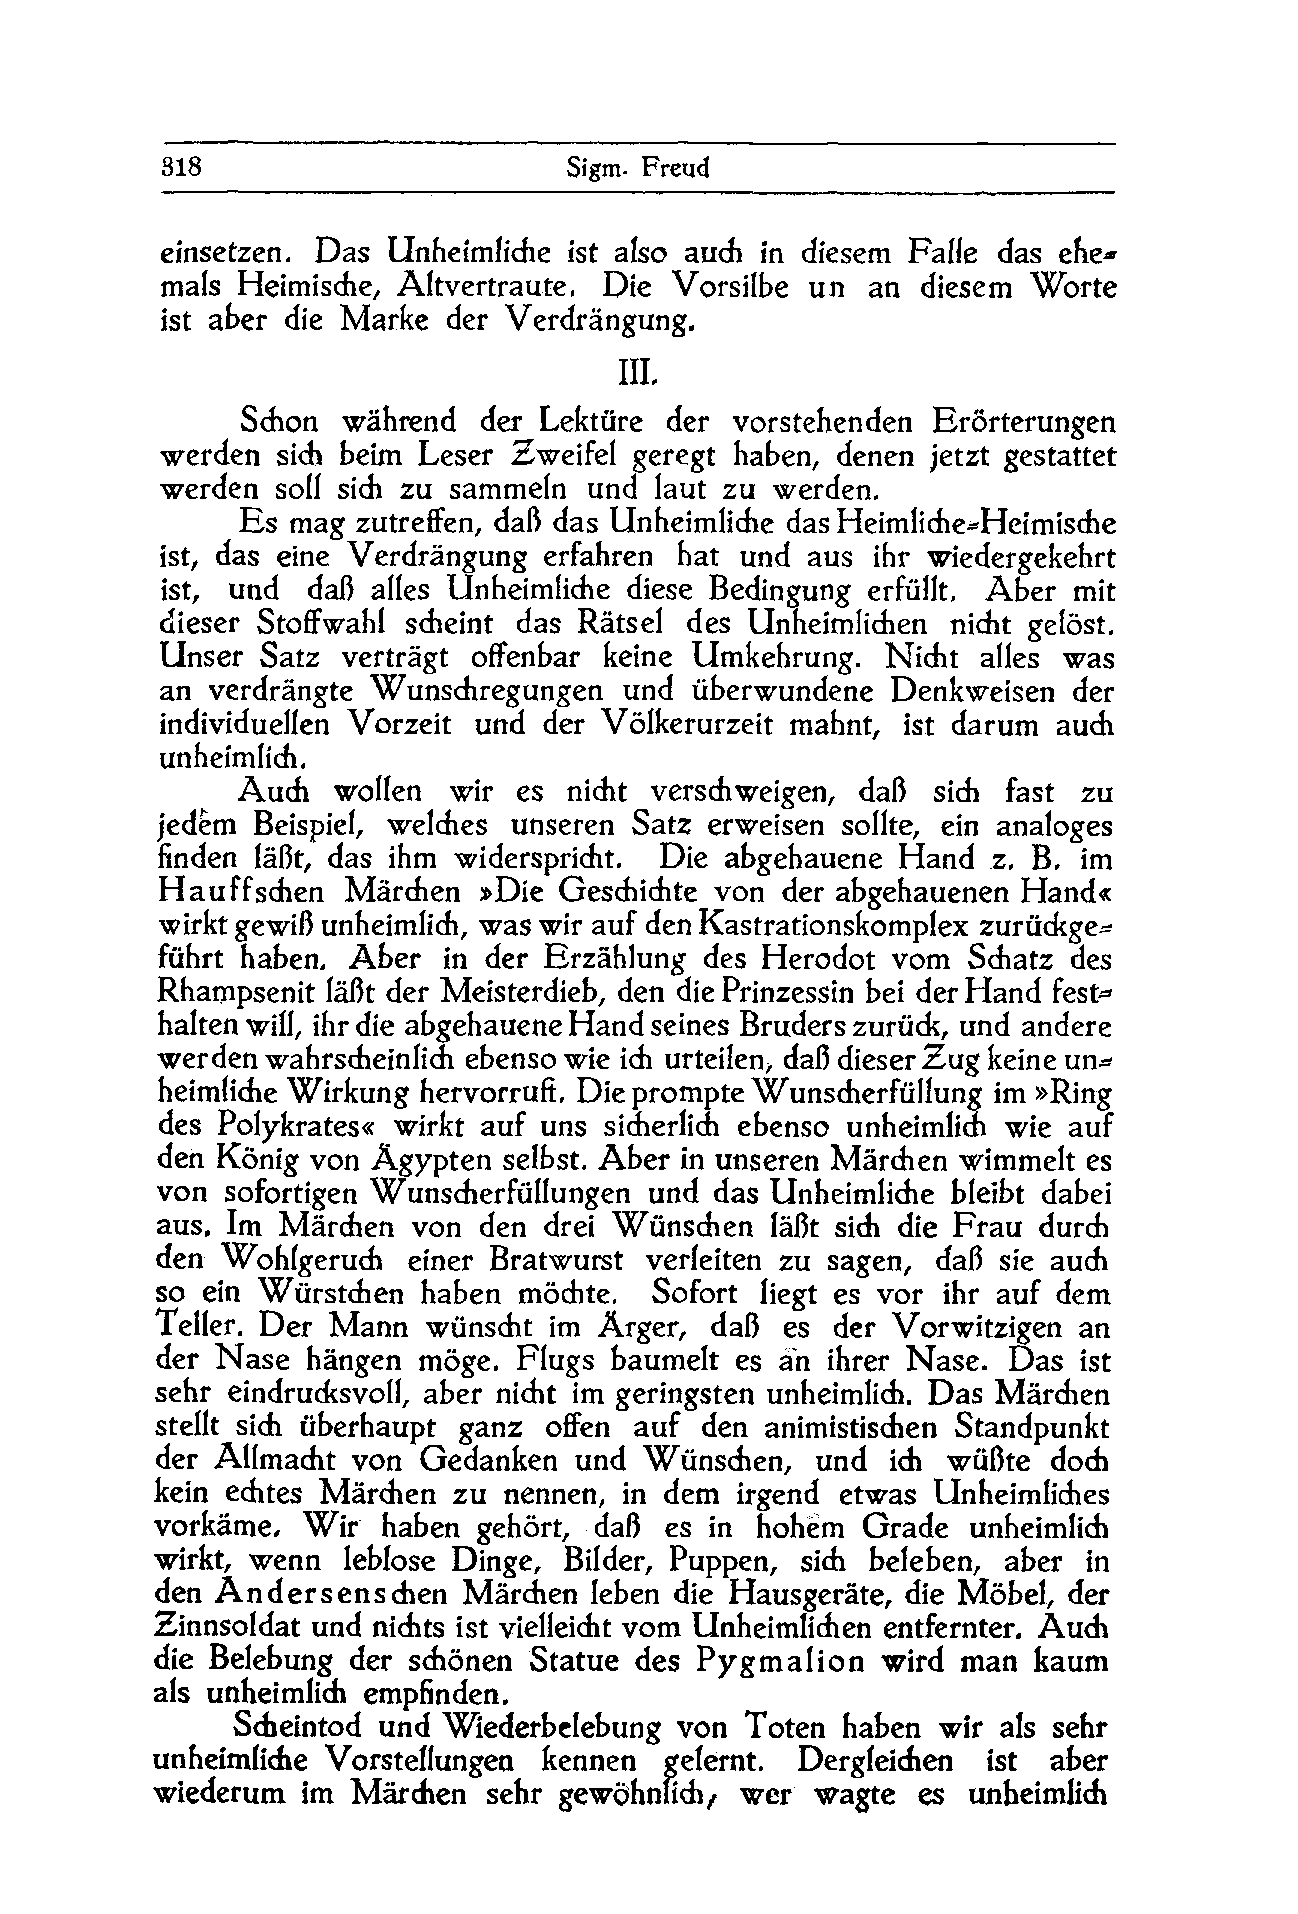 318 Sigm. Freud
einsetzen. Das Unheimliche ist also auch in diesem Falle das ehe-
mals Heimische, Altvertraute. Die Vorsilbe un an diesem Worte
ist aber die Marke der Verdrängung.
III.
Schon während der Lektüre der vorstehenden Erörterungen
werden sich beim Leser Zweifel geregt haben, denen jetzt gestattet
werden soll sich zu sammeln und laut zu werden.
Es mag zutreffen, daß das Unheimliche das Heimliche-Heimische
ist, das eine Verdrängung erfahren hat und aus ihr wiedergekehrt
ist, und daß alles Unheimliche diese Bedingung erfüllt. Aber mit
dieser Stoffwahl scheint das Rätsel des Unheimlichen nicht gelöst.
Unser Satz verträgt offenbar keine Umkehrung. Nicht alles was
an verdrängte Wunschregungen und überwundene Denkweisen der
individuellen Vorzeit und der Völkerurzeit mahnt, ist darum auch
unheimlich.
Auch wollen wir es nicht verschweigen, daß sich fast zu
jedem Beispiel, welches unseren Satz erweisen sollte, ein analoges
finden läßt, das ihm widerspricht. Die abgehauene Hand z. B. im
Hauffschen Märchen »Die Geschichte von der abgehauenen Hand«
wirkt gewiß unheimlich, was wir auf den Kastrationskomplex zurückge-
führt haben. Aber in der Erzählung des Herodot vom Schatz des
Rhampsenit läßt der Meisterdieb, den die Prinzessin bei der Hand fest-
halten will, ihr die abgehauene Hand seines Bruders zurück, und andere
werden wahrscheinlich ebenso wie ich urteilen, daß dieser Zug keine un-
heimliche Wirkung hervorruft. Die prompte Wunscherfüllung im »Ring
des Polykrates« wirkt auf uns sicherlich ebenso unheimlich wie auf
den König von Ägypten selbst. Aber in unseren Märchen wimmelt es
von sofortigen Wunscherfüllungen und das Unheimliche bleibt dabei
aus. Im Märchen von den drei Wünschen läßt sich die Frau durch
den Wohlgeruch einer Bratwurst verleiten zu sagen, daß sie auch
so ein Würstchen haben möchte. Sofort liegt es vor ihr auf dem
Teller. Der Mann wünscht im Ärger, daß es der Vorwitzigen an
der Nase hängen möge. Flugs baumelt es an ihrer Nase. Das ist
sehr eindrucksvoll, aber nicht im geringsten unheimlich. Das Märchen
stellt sich überhaupt ganz offen auf den animistischen Standpunkt
der Allmacht von Gedanken und Wünschen, und ich wüßte doch
kein echtes Märchen zu nennen, in dem irgend etwas Unheimliches
vorkäme. Wir haben gehört, daß es in hohem Grade unheimlich
wirkt, wenn leblose Dinge, Bilder, Puppen, sich beleben, aber in
den Andersenschen Märchen leben die Hausgeräte, die Möbel, der
Zinnsoldat und nichts ist vielleicht vom Unheimlichen entfernter. Auch
die Belebung der schönen Statue des Pygmalion wird man kaum
als unheimlich empfinden.
Scheintod und Wiederbelebung von Toten haben wir als sehr
unheimliche Vorstellungen kennen gelernt. Dergleichen ist aber
wiederum im Märchen sehr gewöhnlich; wer wagte es unheimlich